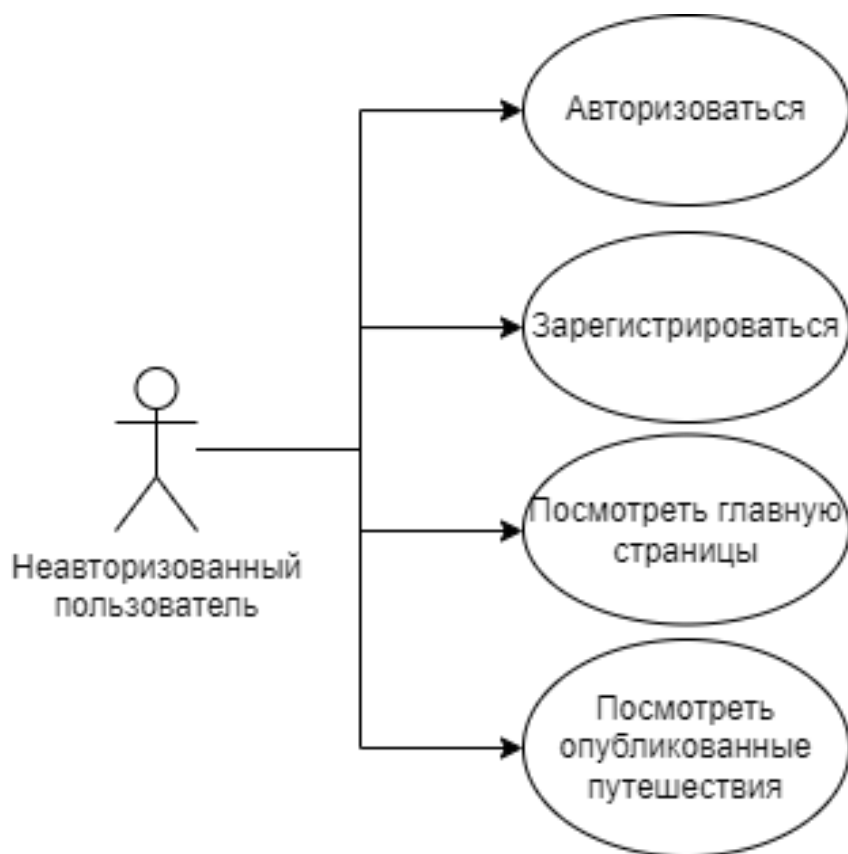 Авторизоваться
Зарегистрироваться
Посмотреть главную
страницы
Неавторизованный
пользователь
Посмотреть
опубликованные
путешествия